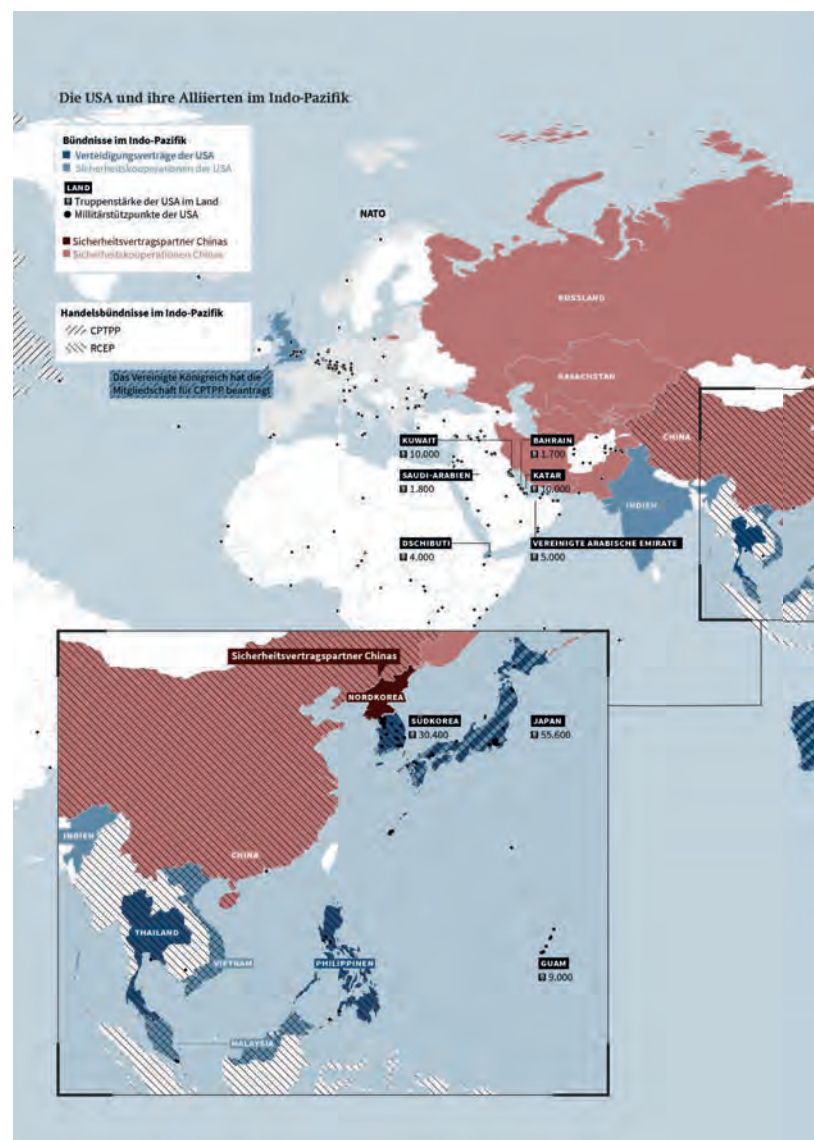 Die USA und ihre Alliierten im Indo-Pazifik
Bündnisse im Indo-Pazifik
Verteidigungsverträge der USA
Sicherheitskooperationen der USA
LAND
Truppenstärke der USA im Land
Millitärstützpunkte der USA
Sicherheitsvertragspartner Chinas
Sicherheitskooperationen Chinas
Handelsbündnisse im Indo-Pazifik
CPTPP
RCEP
Das Vereinigte Königreich hat die
Mitgliedschaft für CPTPP beantragt
NATO
RUSSLAND
KASACHSTAN
CHINA
KUWAIT
10.000
BAHRAIN
1.700
SAUDI-ARABIEN
1.800
KATAR
10.000
INDIEN
DSCHIBUTI
4.000
VEREINIGTE ARABISCHE EMIRATE
5.000
Sicherheitsvertragspartner Chinas
NORDKOREA
SÜDKOREA
30.400
JAPAN
55.600
INDIEN
CHINA
THAILAND
VIETNAM
PHILIPPINEN
GUAM
9.000
MALAYSIA